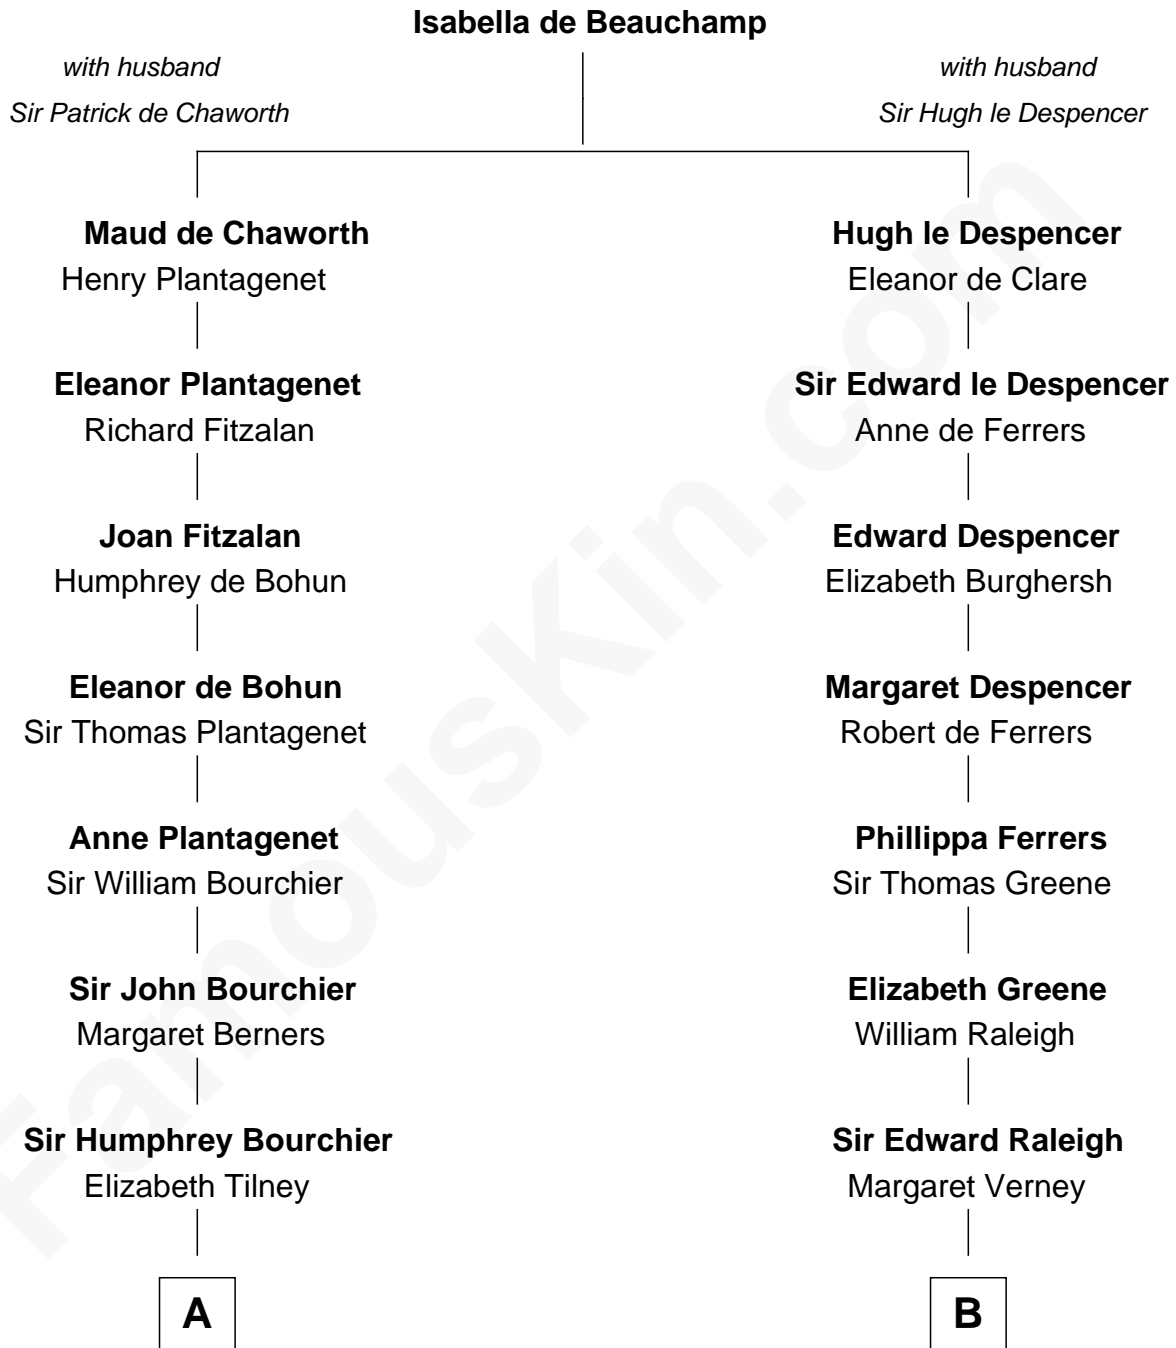 Isabella de Beauchamp
with husband
Sir Patrick de Chaworth
with husband
Sir Hugh le Despencer
Maud de Chaworth
Henry Plantagenet
Hugh le Despencer
Eleanor de Clare
Eleanor Plantagenet
Richard Fitzalan
Sir Edward le Despencer
Anne de Ferrers
Joan Fitzalan
Humphrey de Bohun
Edward Despencer
Elizabeth Burghersh
Eleanor de Bohun
Sir Thomas Plantagenet
Margaret Despencer
Robert de Ferrers
Anne Plantagenet
Sir William Bourchier
Phillippa Ferrers
Sir Thomas Greene
Sir John Bourchier
Margaret Berners
Elizabeth Greene
William Raleigh
Sir Humphrey Bourchier
Elizabeth Tilney
Sir Edward Raleigh
Margaret Verney
A
B
FamousKin.com